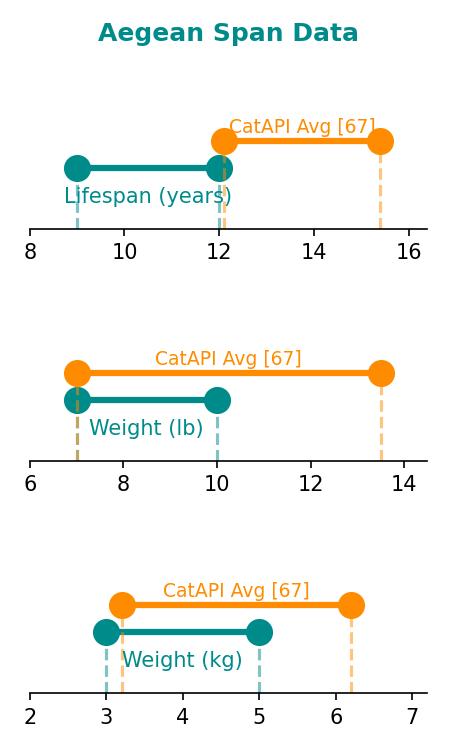 Aegean Span Data
CatAPI Avg [67]
Lifespan (years)
8 10 12 14 16
CatAPI Avg [67]
Weight (lb)
6 8 10 12 14
CatAPI Avg [67]
Weight (kg)
2 3 4 5 6 7